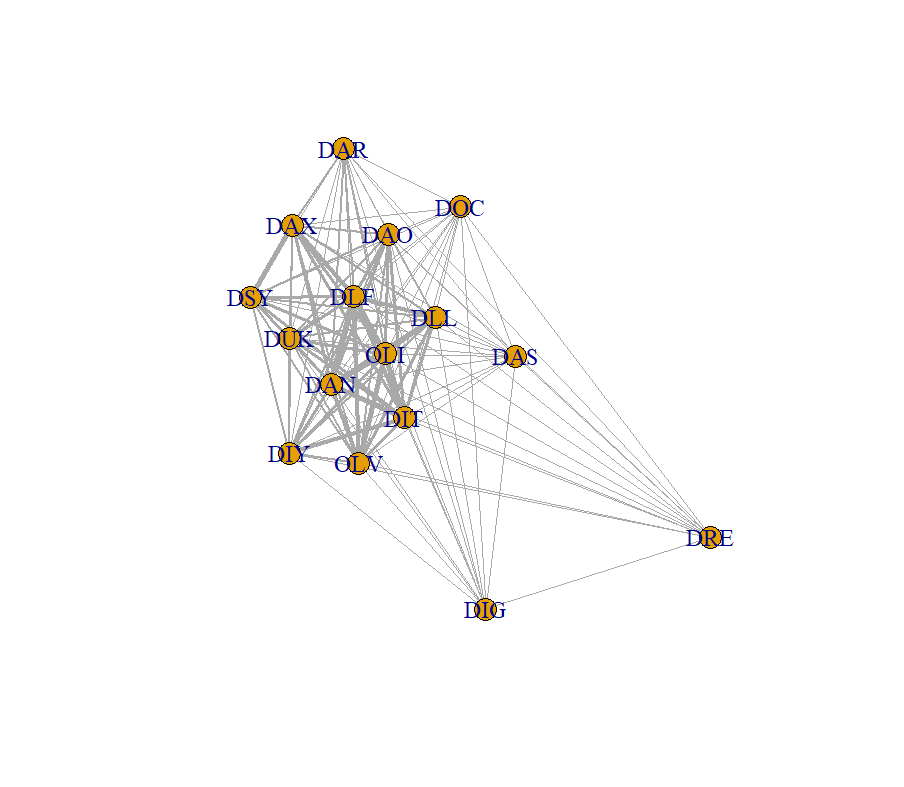 DAR
DOC
DAX
DAO
DSY
DLF
DLL
DUK
OLI
DAS
DAN
DIT
DIY
OLV
DRE
DIG